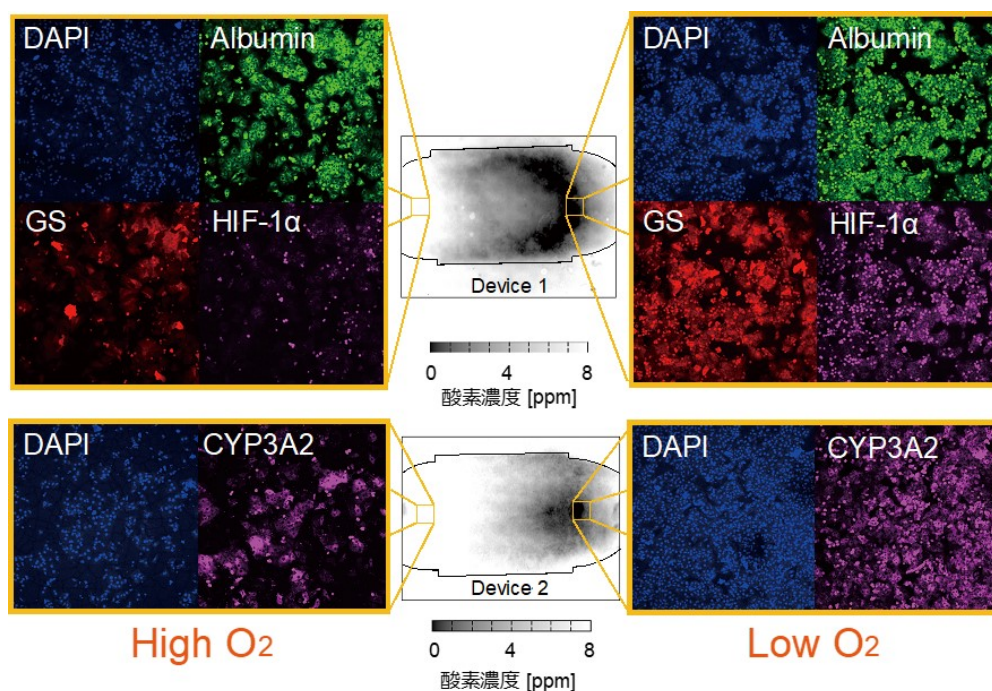 DAPI
Albumin
GS
HIF-1α
Device 1
0 4 8
酸素濃度 [ppm]
DAPI
Albumin
GS
HIF-1α
DAPI
CYP3A2
Device 2
0 4 8
酸素濃度 [ppm]
DAPI
CYP3A2
High O2
Low O2